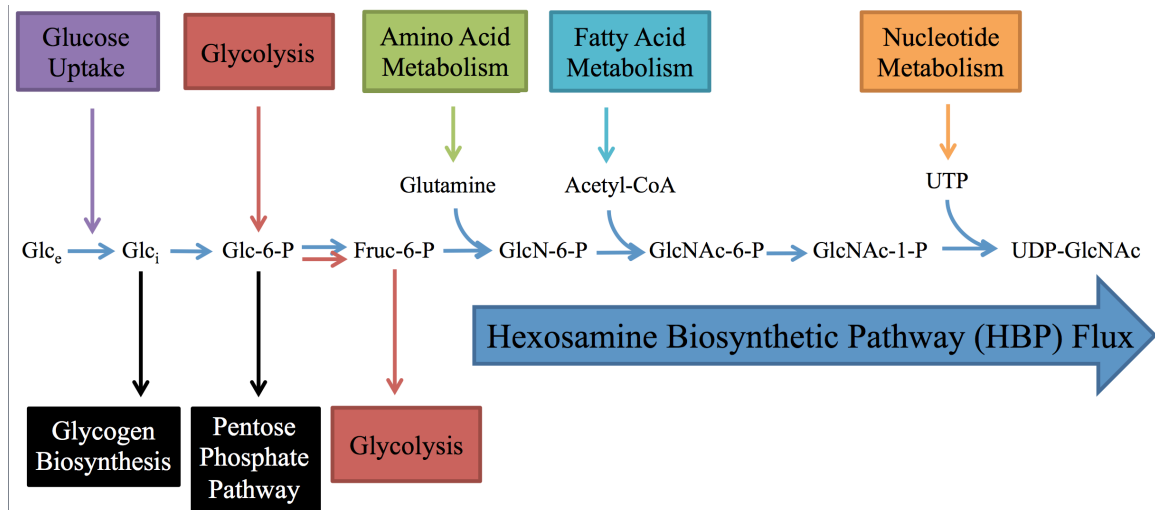 Glucose
Uptake
Glycolysis
Amino Acid
Metabolism
Fatty Acid
Metabolism
Nucleotide
Metabolism
Glutamine
Acetyl-CoA
UTP
Glcₑ
Glcᵢ
Glc-6-P
Fruc-6-P
GlcN-6-P
GlcNAc-6-P
GlcNAc-1-P
UDP-GlcNAc
Hexosamine Biosynthetic Pathway (HBP) Flux
Glycogen
Biosynthesis
Pentose
Phosphate
Pathway
Glycolysis